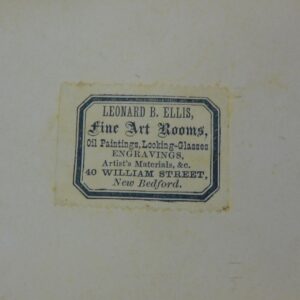 LEONARD B. ELLIS,
Fine Art Rooms,
Oil Paintings, Looking-Glasses
ENGRAVINGS,
Artist's Materials, &c.
40 WILLIAM STREET,
New Bedford.